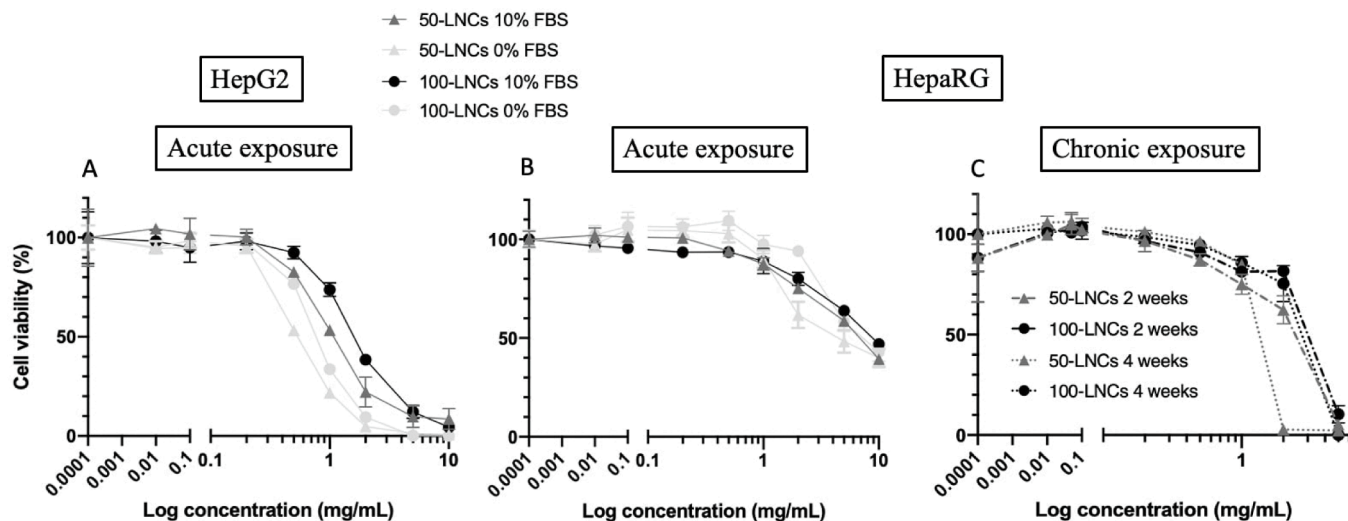 50-LNCs 10% FBS
50-LNCs 0% FBS
100-LNCs 10% FBS
100-LNCs 0% FBS
HepG2
HepaRG
Acute exposure
Acute exposure
Chronic exposure
A
B
C
Cell viability (%)
100
50
0
0.0001
0.001
0.01
0.1
0.1
1
10
Log concentration (mg/mL)
100
50
0
0.0001
0.001
0.01
0.1
0.1
1
10
Log concentration (mg/mL)
100
50
0
50-LNCs 2 weeks
100-LNCs 2 weeks
50-LNCs 4 weeks
100-LNCs 4 weeks
0.0001
0.001
0.01
0.1
1
Log concentration (mg/mL)